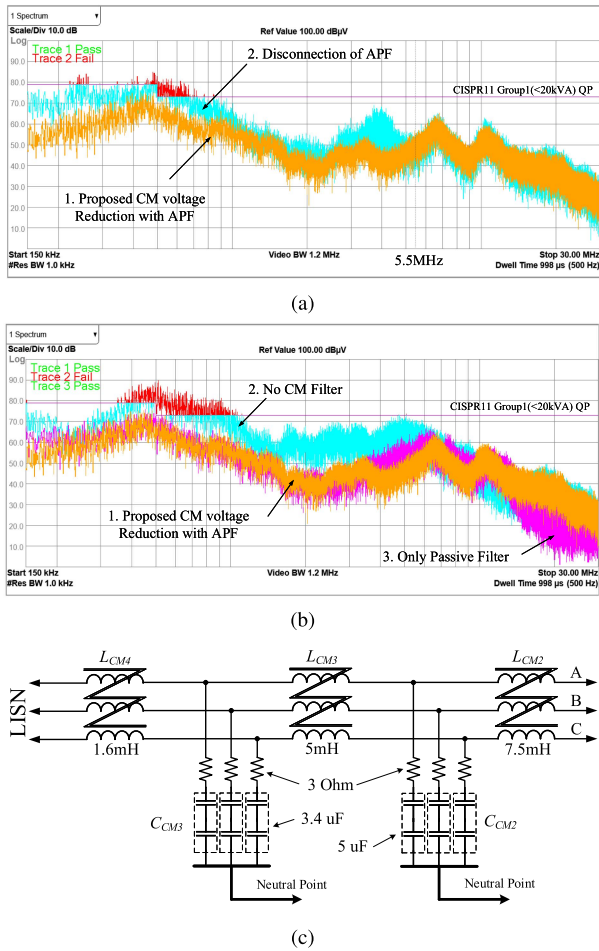 1 Spectrum
Scale/Div 10.0 dB
Ref Value 100.00 dBµV
Log
Trace 1 Pass
Trace 2 Fail
90.0
80.0
70.0
60.0
50.0
40.0
30.0
20.0
10.0
2. Disconnection of APF
CISPR11 Group1(<20kVA) QP
1. Proposed CM voltage
Reduction with APF
5.5MHz
Start 150 kHz
#Res BW 1.0 kHz
Video BW 1.2 MHz
Stop 30.00 MHz
Dwell Time 998 µs (500 Hz)
(a)
1 Spectrum
Scale/Div 10.0 dB
Ref Value 100.00 dBµV
Log
Trace 1 Pass
Trace 2 Fail
Trace 3 Pass
90.0
80.0
70.0
60.0
50.0
40.0
30.0
20.0
10.0
2. No CM Filter
CISPR11 Group1(<20kVA) QP
1. Proposed CM voltage
Reduction with APF
3. Only Passive Filter
Start 150 kHz
#Res BW 1.0 kHz
Video BW 1.2 MHz
Stop 30.00 MHz
Dwell Time 998 µs (500 Hz)
(b)
LCM4
LCM3
LCM2
LISN
A
B
C
1.6mH
5mH
7.5mH
3 Ohm
CCM3
3.4 uF
5 uF
CCM2
Neutral Point
Neutral Point
(c)